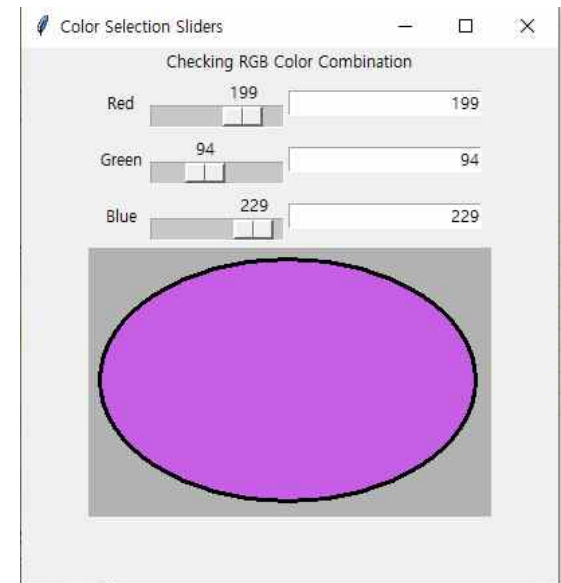 Color Selection Sliders
Checking RGB Color Combination
Red 199 199
Green 94 94
Blue 229 229